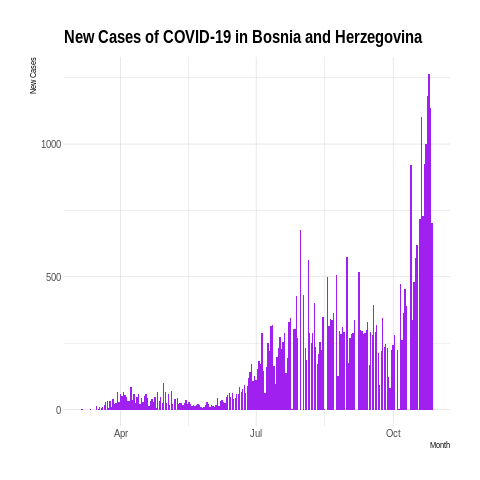 New Cases of COVID-19 in Bosnia and Herzegovina
New Cases
1000
500
0
Apr
Jul
Oct
Month